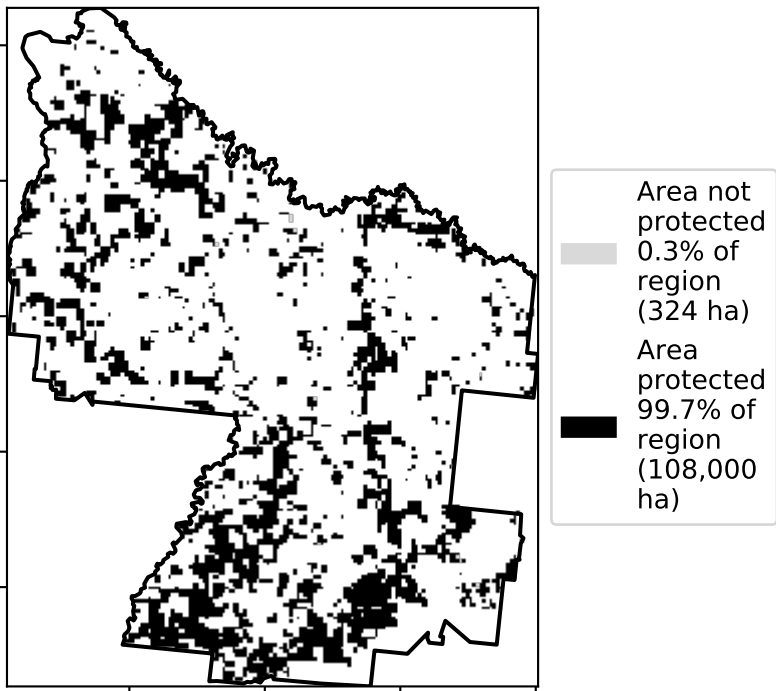 Area not
protected
0.3% of
region
(324 ha)
Area
protected
99.7% of
region
(108,000
ha)